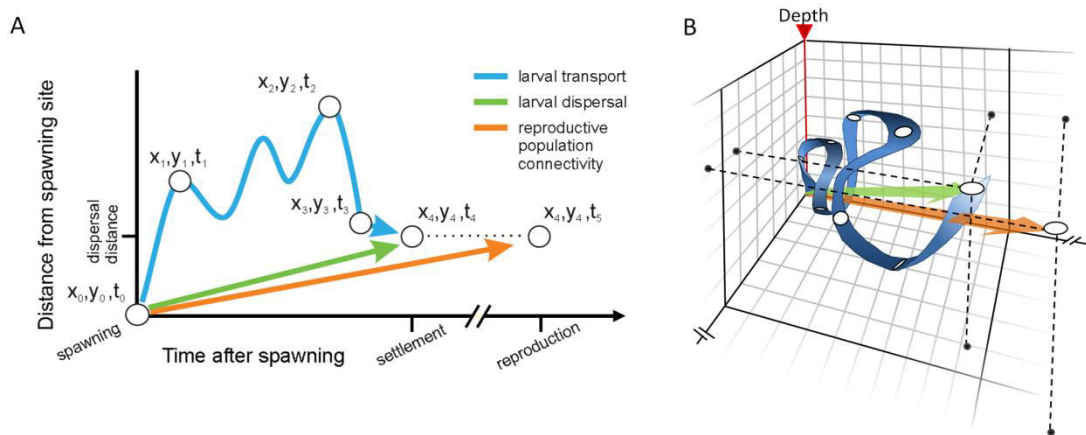 A
Distance from spawning site
dispersal
distance
x₀,y₀,t₀
x₁,y₁,t₁
x₂,y₂,t₂
x₃,y₃,t₃
x₄,y₄,t₄
x₄,y₄,t₅
larval transport
larval dispersal
reproductive
population
connectivity
spawning
Time after spawning
settlement
reproduction
B
Depth